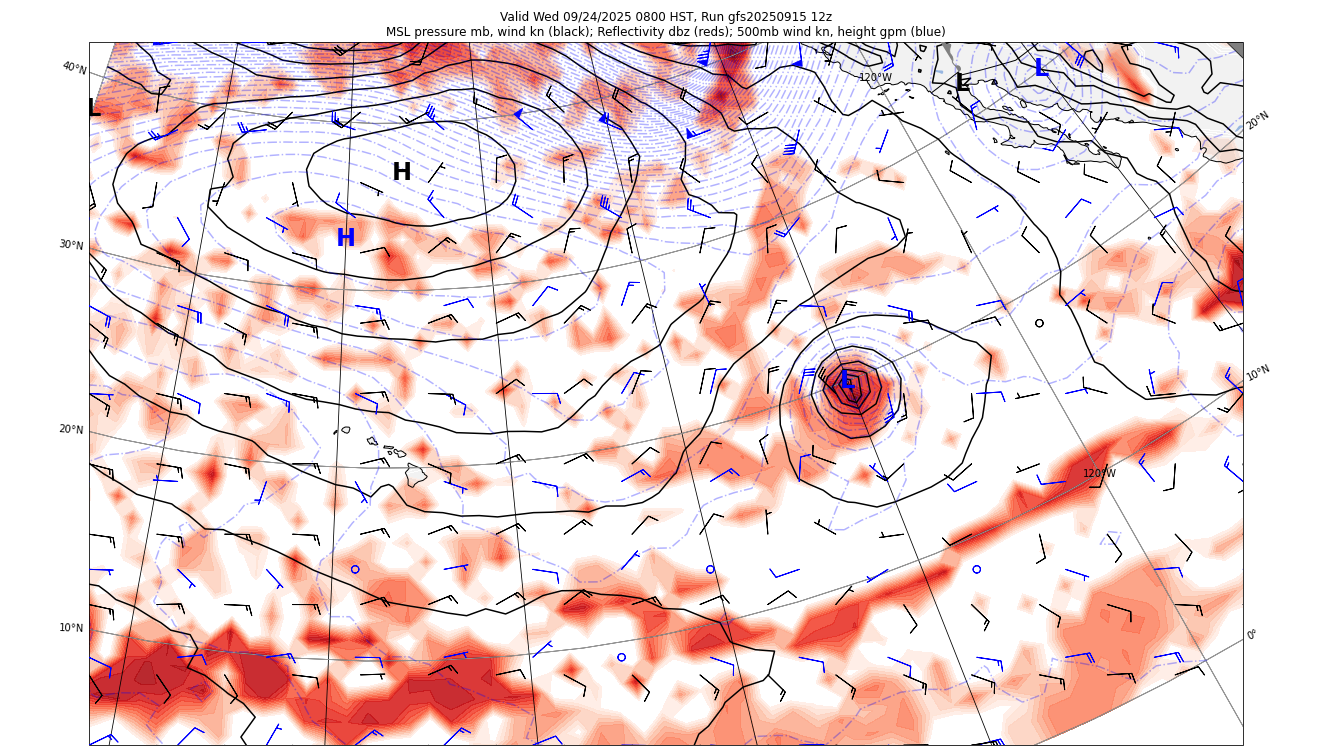 Valid Wed 09/24/2025 0800 HST, Run gfs20250915 12z
MSL pressure mb, wind kn (black); Reflectivity dbz (reds); 500mb wind kn, height gpm (blue)
40°N
120°W
L
L
L
20°N
H
H
30°N
L
10°N
20°N
120°W
10°N
0°